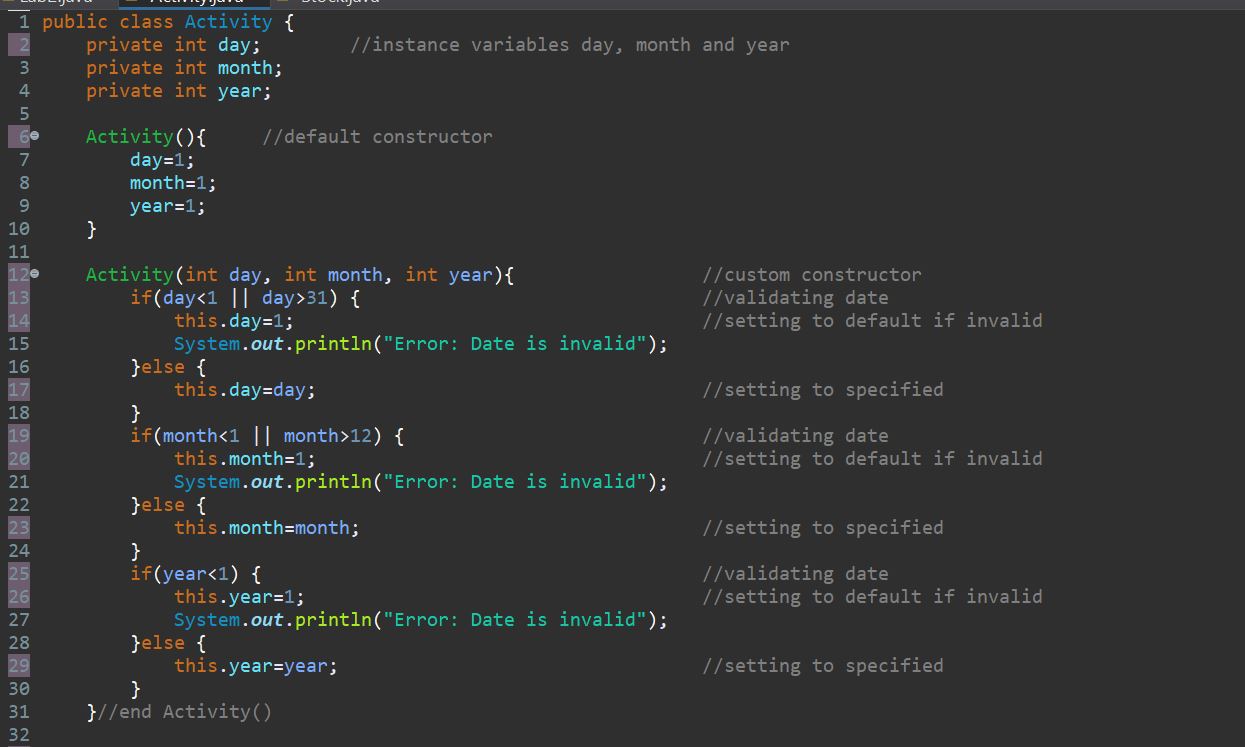 1 public class Activity {
2     private int day;        //instance variables day, month and year
3     private int month;
4     private int year;
5
6     Activity(){     //default constructor
7         day=1;
8         month=1;
9         year=1;
10     }
11
12     Activity(int day, int month, int year){                 //custom constructor
13         if(day<1 || day>31) {                               //validating date
14             this.day=1;                                     //setting to default if invalid
15             System.out.println("Error: Date is invalid");
16         }else {
17             this.day=day;                                   //setting to specified
18         }
19         if(month<1 || month>12) {                           //validating date
20             this.month=1;                                   //setting to default if invalid
21             System.out.println("Error: Date is invalid");
22         }else {
23             this.month=month;                               //setting to specified
24         }
25         if(year<1) {                                        //validating date
26             this.year=1;                                    //setting to default if invalid
27             System.out.println("Error: Date is invalid");
28         }else {
29             this.year=year;                                 //setting to specified
30         }
31     }//end Activity()
32